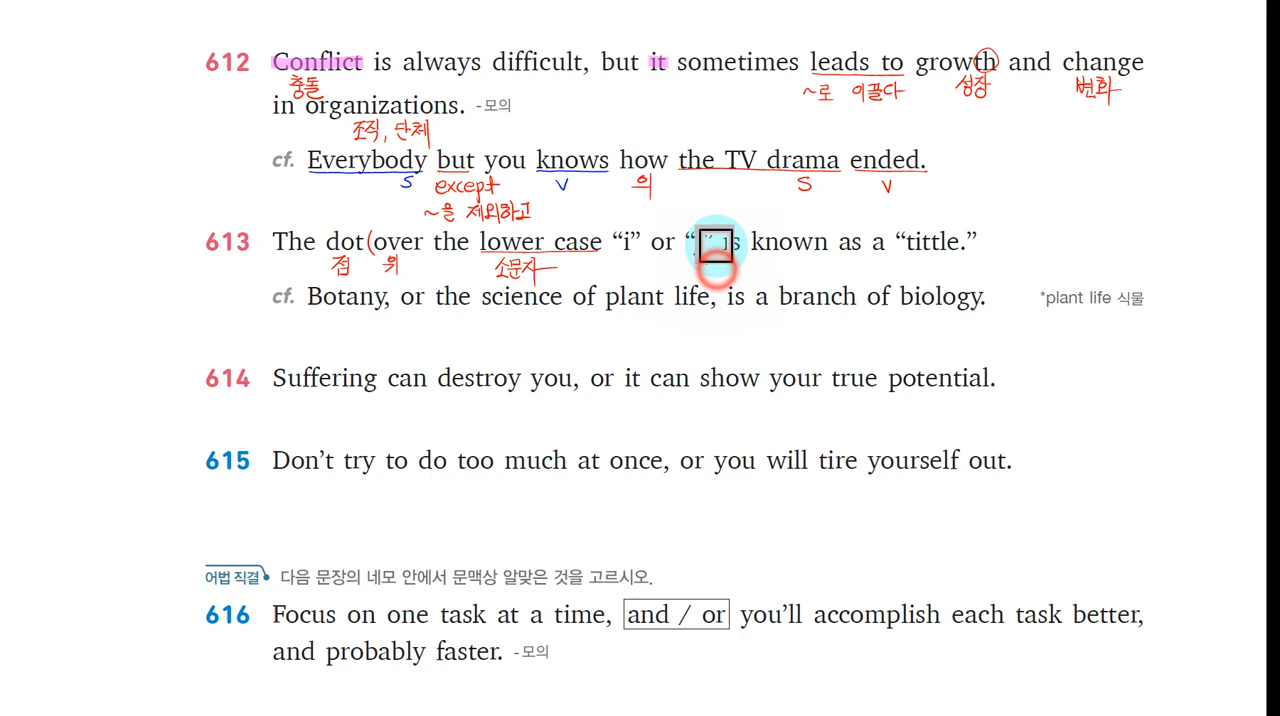 612 Conflict is always difficult, but it sometimes leads to growth and change
충돌 ~로 이끌다 성장 변화
in organizations. -모의
조직, 단체
cf. Everybody but you knows how the TV drama ended.
S except V 의 S V
~을 제외하고
613 The dot (over the lower case “i” or “ is known as a “tittle.”
점 위 소문자
cf. Botany, or the science of plant life, is a branch of biology. *plant life 식물
614 Suffering can destroy you, or it can show your true potential.
615 Don’t try to do too much at once, or you will tire yourself out.
어법 직결 다음 문장의 네모 안에서 문맥상 알맞은 것을 고르시오.
616 Focus on one task at a time, and / or you’ll accomplish each task better,
and probably faster. -모의